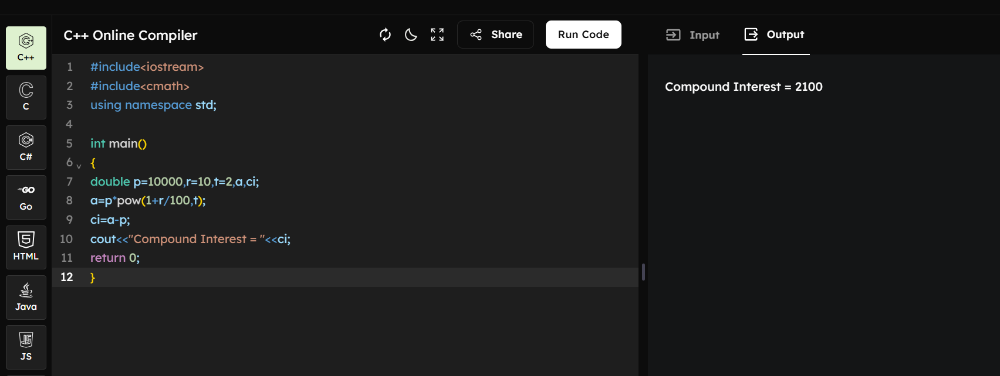 C++ Online Compiler
Share
Run Code
Input
Output
C++
C
C#
GO
Go
HTML
Java
JS
1 #include<iostream>
2 #include<cmath>
3 using namespace std;
4
5 int main()
6 {
7 double p=10000,r=10,t=2,a,ci;
8 a=p*pow(1+r/100,t);
9 ci=a-p;
10 cout<<"Compound Interest = "<<ci;
11 return 0;
12 }
Compound Interest = 2100